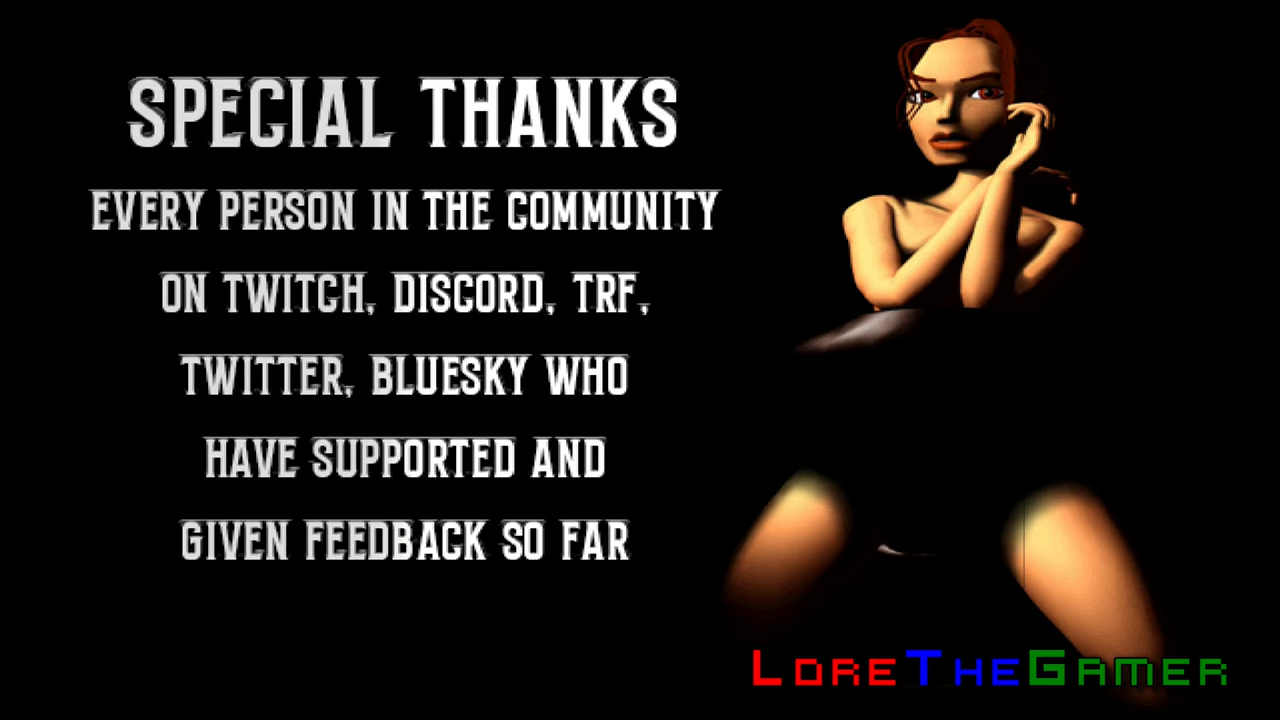 SPECIAL THANKS
EVERY PERSON IN THE COMMUNITY
ON TWITCH, DISCORD, TRF,
TWITTER, BLUESKY WHO
HAVE SUPPORTED AND
GIVEN FEEDBACK SO FAR
LORETHEGAMER